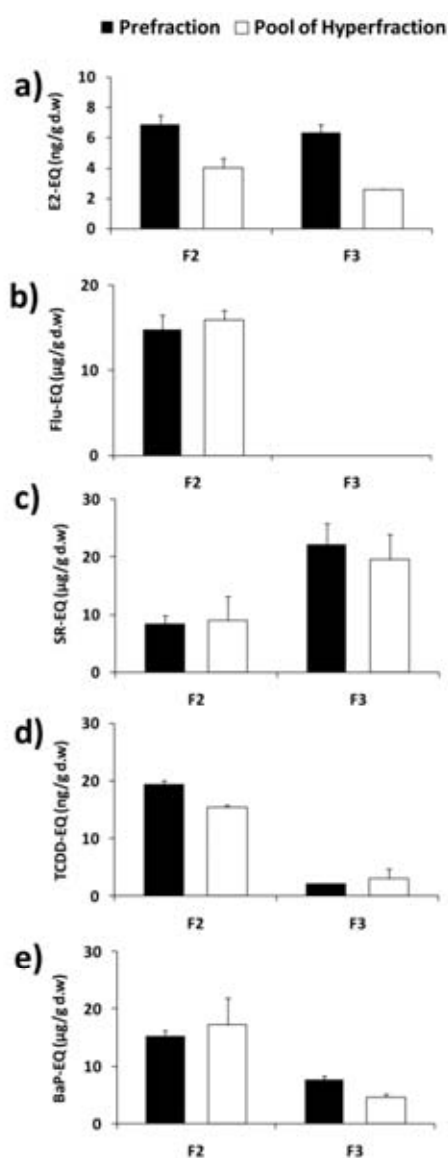 Prefraction Pool of Hyperfraction
a)
E2-EQ (ng/g d.w)
10
8
6
4
2
0
F2 F3
b)
Flu-EQ (µg/g d.w)
20
10
0
F2 F3
c)
SR-EQ (µg/g d.w)
30
20
10
0
F2 F3
d)
TCDD-EQ (ng/g d.w)
30
20
10
0
F2 F3
e)
BaP-EQ (µg/g d.w)
30
20
10
0
F2 F3